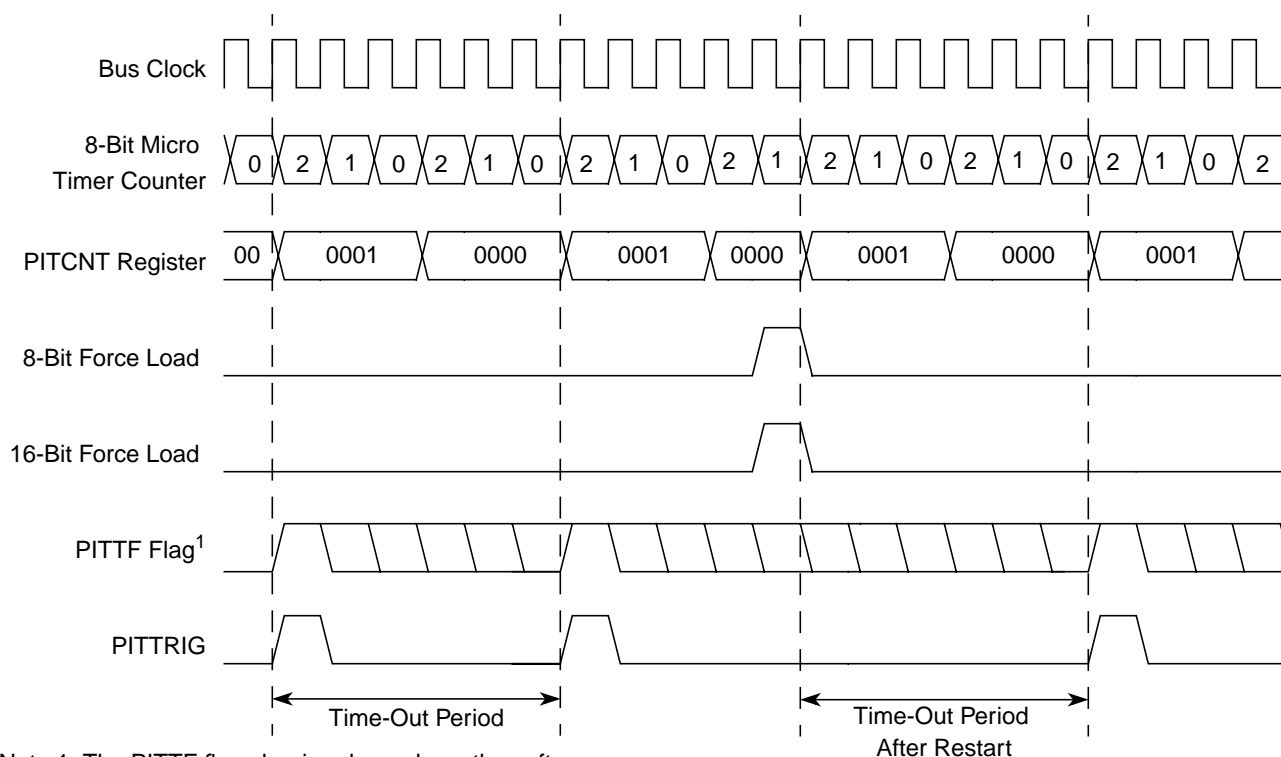 Bus Clock
8-Bit Micro
Timer Counter
0 2 1 0 2 1 0 2 1 0 2 1 2 1 0 2 1 0 2 1 0 2
PITCNT Register
00 0001 0000 0001 0000 0001 0000 0001
8-Bit Force Load
16-Bit Force Load
PITTF Flag1
PITTRIG
Time-Out Period
Time-Out Period
After Restart
PITTF